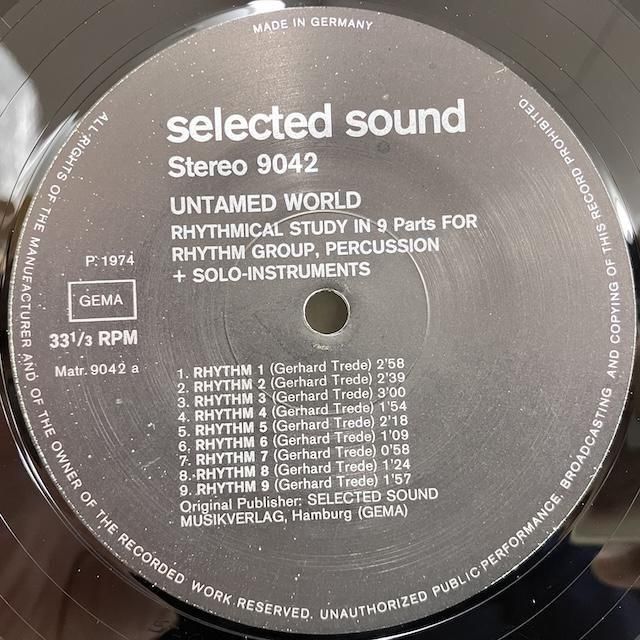 MADE IN GERMANY
selected sound
Stereo 9042
UNTAMED WORLD
RHYTHMICAL STUDY IN 9 Parts FOR
RHYTHM GROUP, PERCUSSION
+ SOLO-INSTRUMENTS
P: 1974
GEMA
33 1/3 RPM
Matr. 9042 a
1. RHYTHM 1 (Gerhard Trede) 2'58
2. RHYTHM 2 (Gerhard Trede) 2'39
3. RHYTHM 3 (Gerhard Trede) 3'00
4. RHYTHM 4 (Gerhard Trede) 1'54
5. RHYTHM 5 (Gerhard Trede) 2'18
6. RHYTHM 6 (Gerhard Trede) 1'09
7. RHYTHM 7 (Gerhard Trede) 0'58
8. RHYTHM 8 (Gerhard Trede) 1'24
9. RHYTHM 9 (Gerhard Trede) 1'57
Original Publisher: SELECTED SOUND
MUSIKVERLAG, Hamburg (GEMA)
ALL RIGHTS OF THE MANUFACTURER AND OF THE OWNER OF THE RECORDED WORK RESERVED. UNAUTHORIZED PUBLIC PERFORMANCE. BROADCASTING AND COPYING OF THIS RECORD PROHIBITED